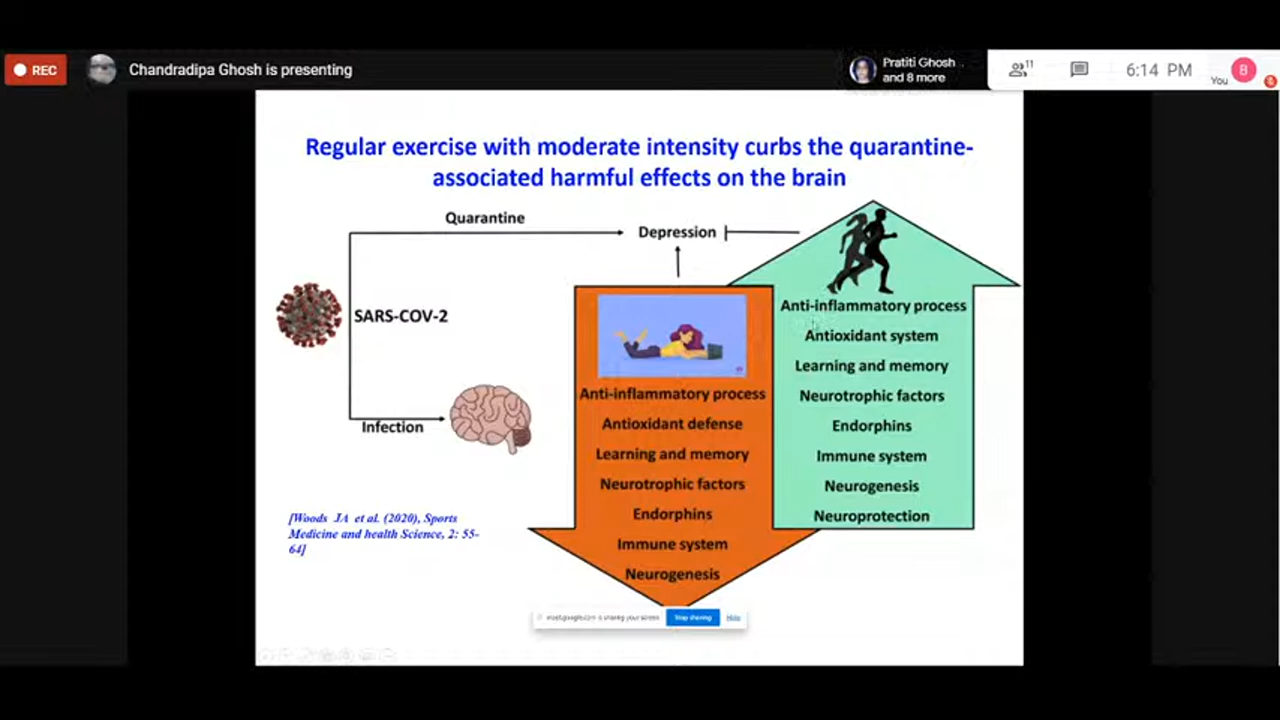 REC
Chandradipa Ghosh is presenting
Pratiti Ghosh ..
and 8 more
11
6:14 PM
You
B
Regular exercise with moderate intensity curbs the quarantine-
associated harmful effects on the brain
Quarantine
Depression
SARS-COV-2
Infection
Anti-inflammatory process
Antioxidant defense
Learning and memory
Neurotrophic factors
Endorphins
Immune system
Neurogenesis
Anti-inflammatory process
Antioxidant system
Learning and memory
Neurotrophic factors
Endorphins
Immune system
Neurogenesis
Neuroprotection
[Woods JA et al. (2020), Sports
Medicine and health Science, 2: 55-
64]
is sharing your screen
Stop sharing
Hide